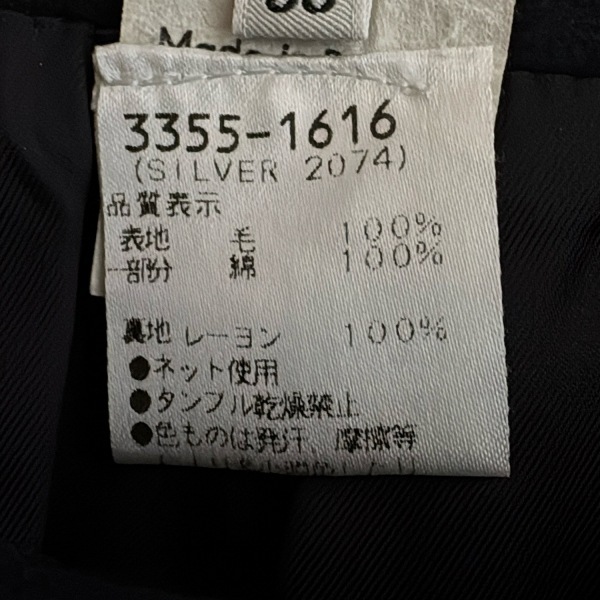 Made in
3355-1616
(SILVER 2074)
品質表示
表地 毛 100%
一部分 綿 100%
裏地 レーヨン 100%
●ネット使用
●タンブル乾燥禁止
●色ものは発汗、摩擦等